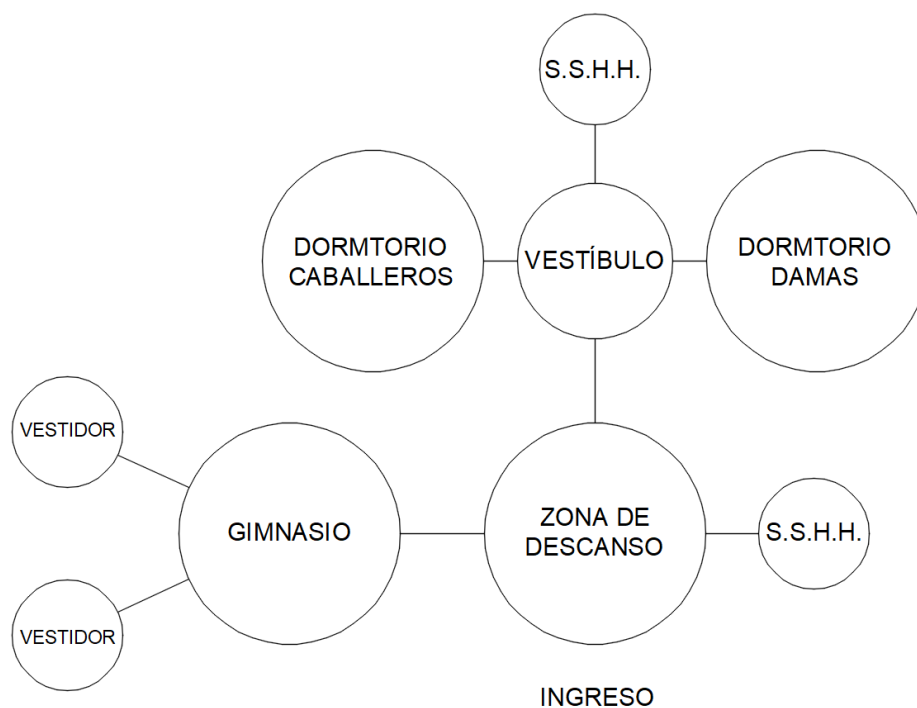 S.S.H.H.
DORMTORIO
CABALLEROS
VESTÍBULO
DORMTORIO
DAMAS
VESTIDOR
GIMNASIO
ZONA DE
DESCANSO
S.S.H.H.
VESTIDOR
INGRESO